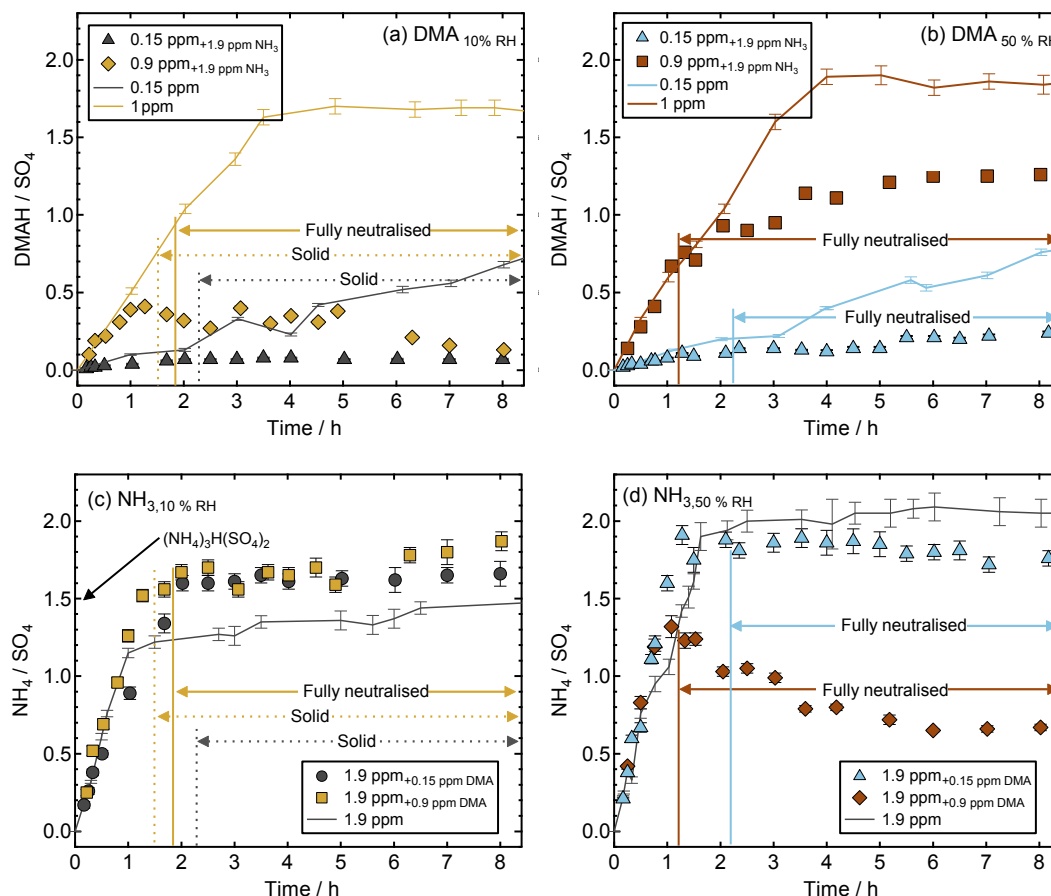 (a) DMA 10% RH
0.15 ppm+1.9 ppm NH3
0.9 ppm+1.9 ppm NH3
0.15 ppm
1ppm
2.0
1.5
1.0
0.5
0.0
DMAH / SO4
Fully neutralised
Solid
Solid
0 1 2 3 4 5 6 7 8
Time / h
(b) DMA 50 % RH
0.15 ppm+1.9 ppm NH3
0.9 ppm+1.9 ppm NH3
0.15 ppm
1 ppm
2.0
1.5
1.0
0.5
0.0
DMAH / SO4
Fully neutralised
Fully neutralised
0 1 2 3 4 5 6 7 8
Time / h
(c) NH3,10 % RH
(NH4)3H(SO4)2
2.0
1.5
1.0
0.5
0.0
NH4 / SO4
Fully neutralised
Solid
Solid
1.9 ppm+0.15 ppm DMA
1.9 ppm+0.9 ppm DMA
1.9 ppm
0 1 2 3 4 5 6 7 8
Time / h
(d) NH3,50 % RH
2.0
1.5
1.0
0.5
0.0
NH4 / SO4
Fully neutralised
Fully neutralised
1.9 ppm+0.15 ppm DMA
1.9 ppm+0.9 ppm DMA
1.9 ppm
0 1 2 3 4 5 6 7 8
Time / h